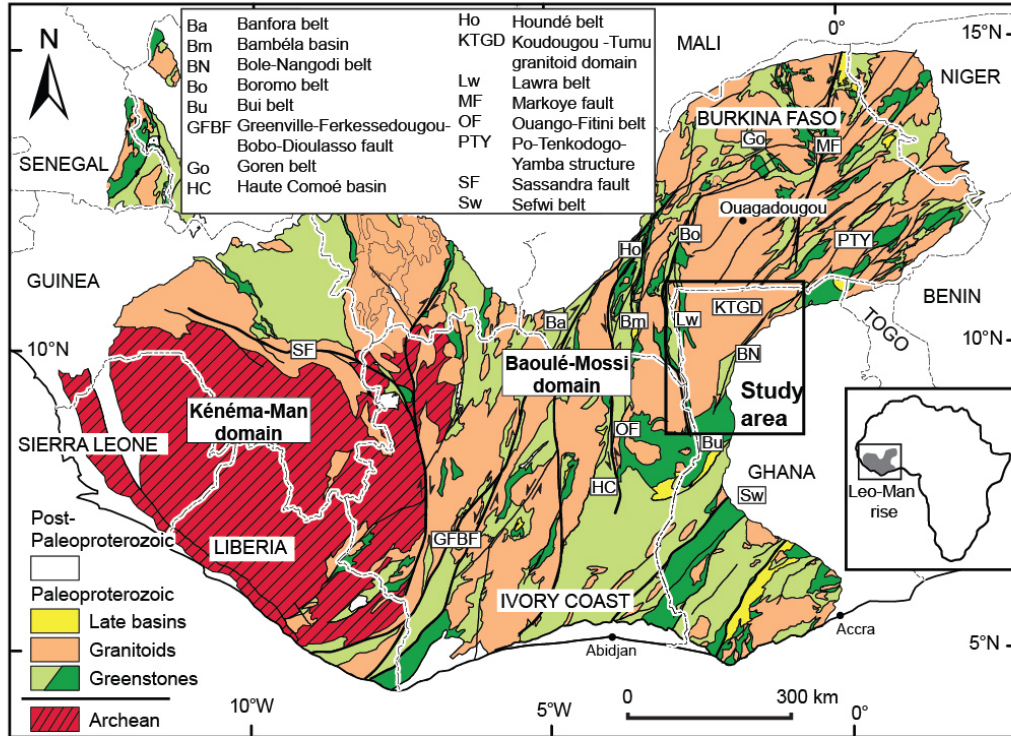 N
Ba Banfora belt
Bm Bambéla basin
BN Bole-Nangodi belt
Bo Boromo belt
Bu Bui belt
GFBF Greenville-Ferkessedougou-
Bobo-Dioulasso fault
Go Goren belt
HC Haute Comoé basin
Ho Houndé belt
KTGD Koudougou -Tumu
granitoid domain
Lw Lawra belt
MF Markoye fault
OF Ouango-Fitini belt
PTY Po-Tenkodogo-
Yamba structure
SF Sassandra fault
Sw Sefwi belt
0°
15°N
MALI
NIGER
BURKINA FASO
Go
MF
SENEGAL
Ouagadougou
Ho
Bo
PTY
GUINEA
BENIN
KTGD
TOGO
Ba
Bm
Lw
10°N
SF
10°N
BN
Baoulé-Mossi
domain
Study
area
Kénéma-Man
domain
SIERRA LEONE
OF
Bu
GHANA
HC
Sw
Leo-Man
rise
Post-
Paleoproterozoic
GFBF
LIBERIA
Paleoproterozoic
IVORY COAST
Late basins
Accra
Granitoids
Abidjan
5°N
Greenstones
0 300 km
Archean
10°W
5°W
0°